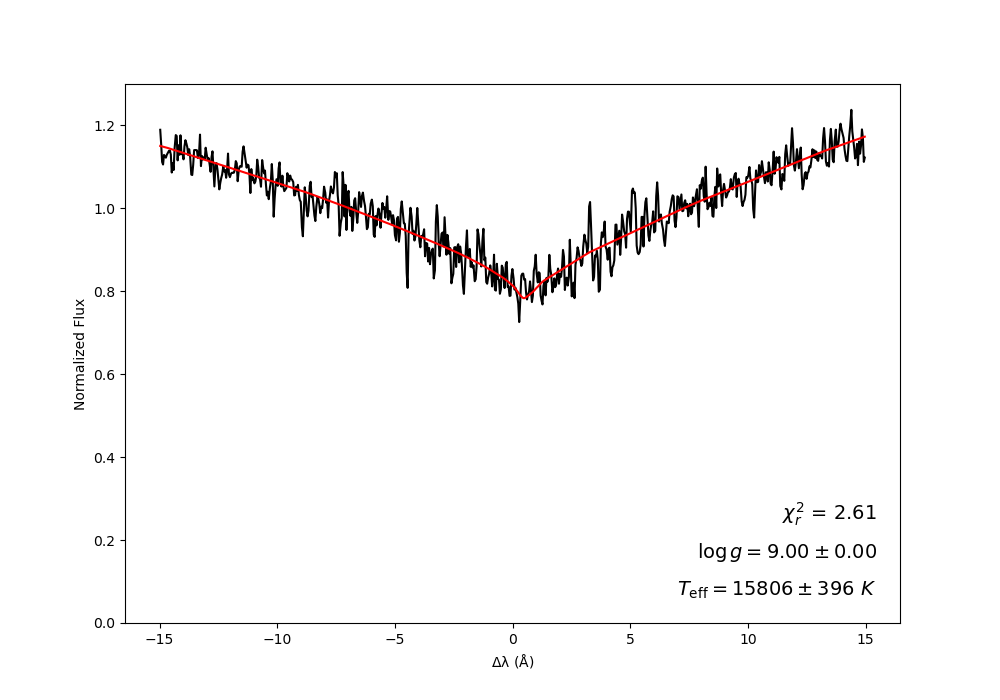 1.2
1.0
0.8
0.6
0.4
0.2
0.0
Normalized Flux
χ²ᵣ = 2.61
log g = 9.00 ± 0.00
T_eff = 15806 ± 396 K
−15 −10 −5 0 5 10 15
Δλ (Å)